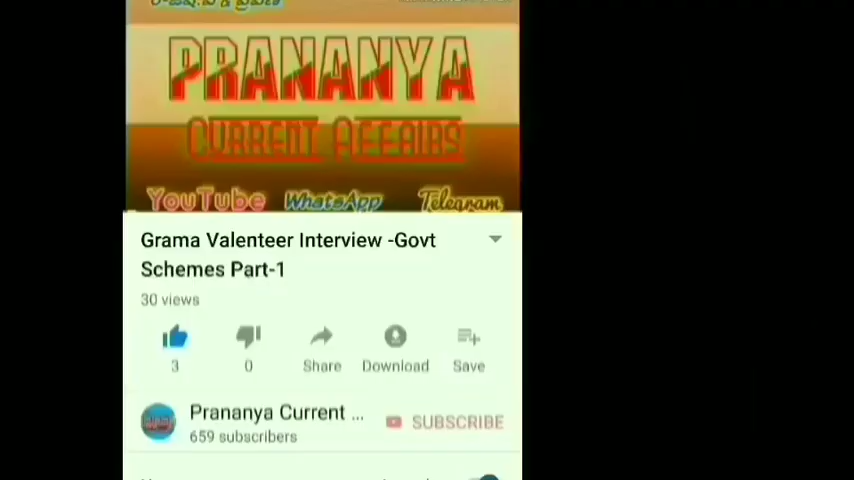 PRANANYA
CURRENT AFFAIRS
YouTube WhatsApp Telegram
Grama Valenteer Interview -Govt
Schemes Part-1
30 views
3 0 Share Download Save
Prananya Current ...
SUBSCRIBE
659 subscribers